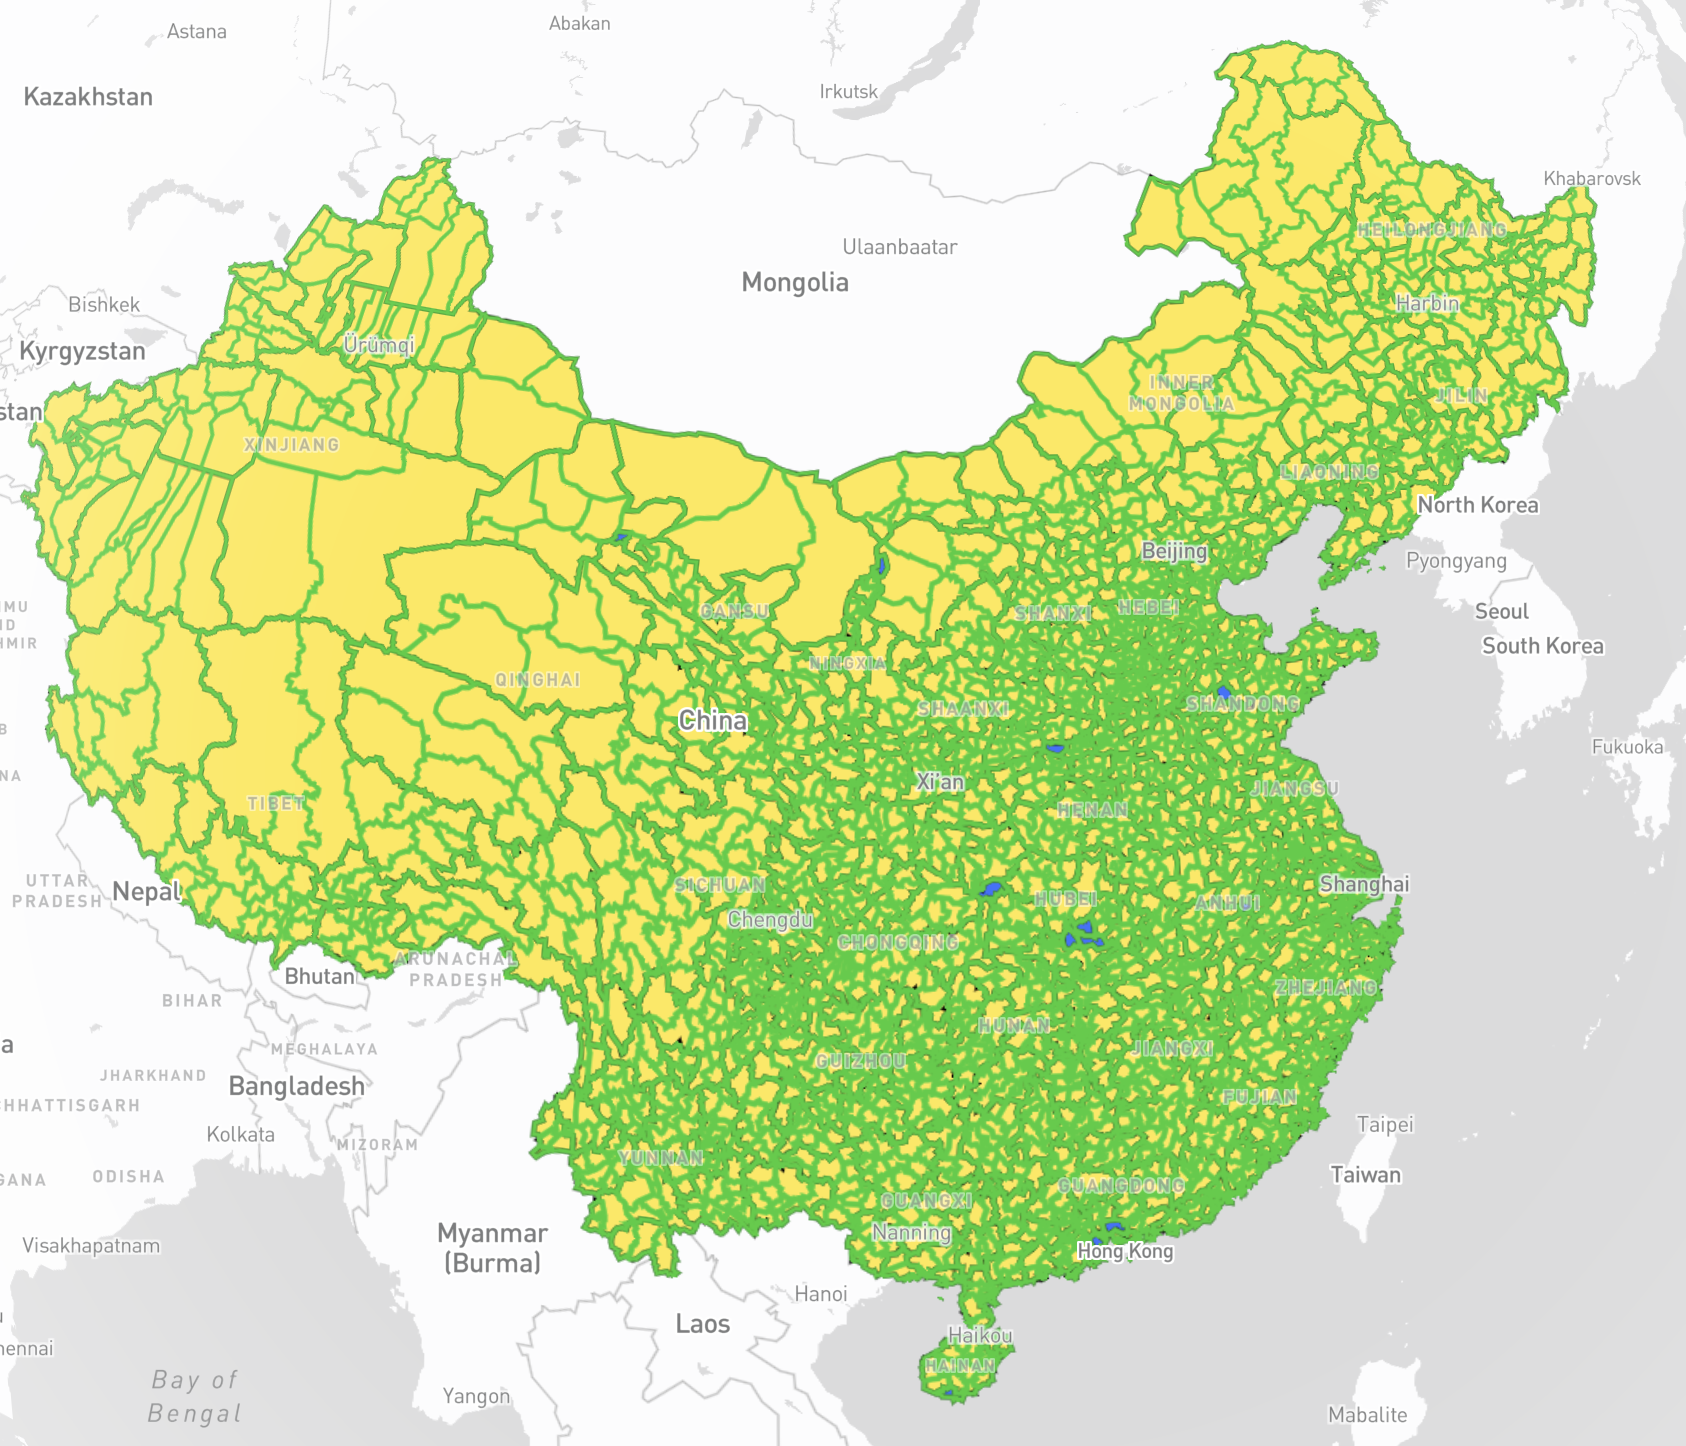 Astana
Abakan
Kazakhstan
Irkutsk
Khabarovsk
HEILONGJIANG
Ulaanbaatar
Mongolia
Bishkek
Harbin
Ürümqi
Kyrgyzstan
INNER
MONGOLIA
JILIN
stan
XINJIANG
LIAONING
North Korea
Beijing
Pyongyang
MU
ND
HMIR
GANSU
SHANXI
HEBEI
Seoul
South Korea
NINGXIA
QINGHAI
SHAANXI
SHANDONG
China
B
Fukuoka
NA
Xi'an
JIANGSU
TIBET
HENAN
UTTAR
PRADESH
Nepal
SICHUAN
Shanghai
HUBEI
ANHUI
Chengdu
CHONGQING
ARUNACHAL
PRADESH
Bhutan
ZHEJIANG
BIHAR
HUNAN
a
MEGHALAYA
JIANGXI
GUIZHOU
JHARKHAND
Bangladesh
HHATTISGARH
FUJIAN
Kolkata
MIZORAM
Taipei
YUNNAN
ODISHA
GANA
Taiwan
GUANGDONG
GUANGXI
Nanning
Visakhapatnam
Myanmar
(Burma)
Hong Kong
Hanoi
Laos
Haikou
hennai
HAINAN
Bay of
Bengal
Yangon
Mabalite